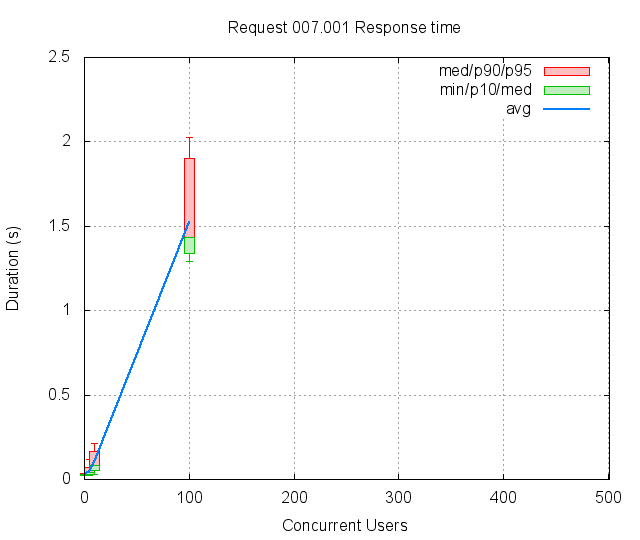 Request 007.001 Response time
2.5
2
1.5
1
0.5
0
med/p90/p95
min/p10/med
avg
Duration (s)
0 100 200 300 400 500
Concurrent Users